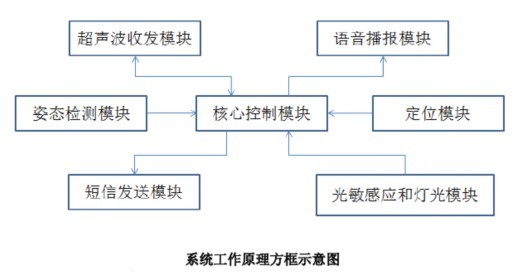 超声波收发模块
语音播报模块
姿态检测模块
核心控制模块
定位模块
短信发送模块
光敏感应和灯光模块
系统工作原理方框示意图